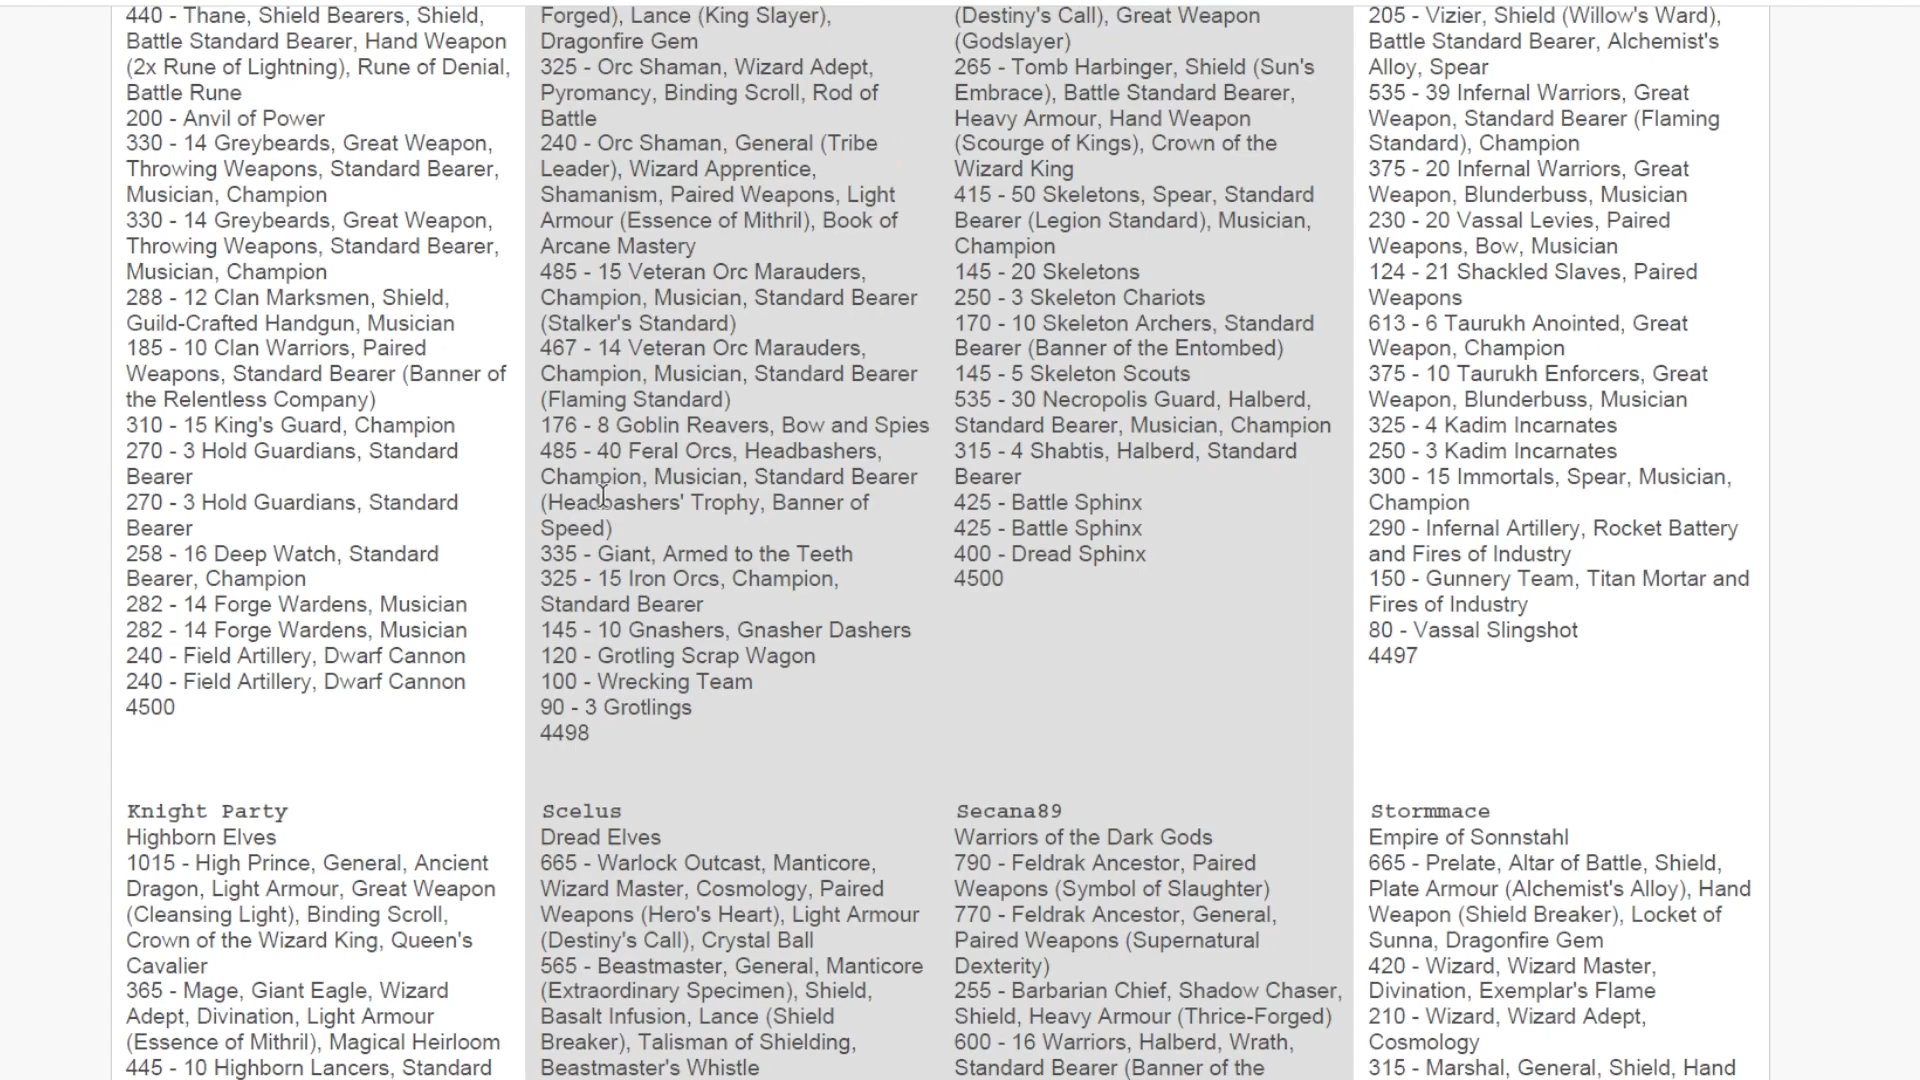 440 - Thane, Shield Bearers, Shield,
Battle Standard Bearer, Hand Weapon
(2x Rune of Lightning), Rune of Denial,
Battle Rune
200 - Anvil of Power
330 - 14 Greybeards, Great Weapon,
Throwing Weapons, Standard Bearer,
Musician, Champion
330 - 14 Greybeards, Great Weapon,
Throwing Weapons, Standard Bearer,
Musician, Champion
288 - 12 Clan Marksmen, Shield,
Guild-Crafted Handgun, Musician
185 - 10 Clan Warriors, Paired
Weapons, Standard Bearer (Banner of
the Relentless Company)
310 - 15 King's Guard, Champion
270 - 3 Hold Guardians, Standard
Bearer
270 - 3 Hold Guardians, Standard
Bearer
258 - 16 Deep Watch, Standard
Bearer, Champion
282 - 14 Forge Wardens, Musician
282 - 14 Forge Wardens, Musician
240 - Field Artillery, Dwarf Cannon
240 - Field Artillery, Dwarf Cannon
4500
Forged), Lance (King Slayer),
Dragonfire Gem
325 - Orc Shaman, Wizard Adept,
Pyromancy, Binding Scroll, Rod of
Battle
240 - Orc Shaman, General (Tribe
Leader), Wizard Apprentice,
Shamanism, Paired Weapons, Light
Armour (Essence of Mithril), Book of
Arcane Mastery
485 - 15 Veteran Orc Marauders,
Champion, Musician, Standard Bearer
(Stalker's Standard)
467 - 14 Veteran Orc Marauders,
Champion, Musician, Standard Bearer
(Flaming Standard)
176 - 8 Goblin Reavers, Bow and Spies
485 - 40 Feral Orcs, Headbashers,
Champion, Musician, Standard Bearer
(Headbashers' Trophy, Banner of
Speed)
335 - Giant, Armed to the Teeth
325 - 15 Iron Orcs, Champion,
Standard Bearer
145 - 10 Gnashers, Gnasher Dashers
120 - Grotling Scrap Wagon
100 - Wrecking Team
90 - 3 Grotlings
4498
(Destiny's Call), Great Weapon
(Godslayer)
265 - Tomb Harbinger, Shield (Sun's
Embrace), Battle Standard Bearer,
Heavy Armour, Hand Weapon
(Scourge of Kings), Crown of the
Wizard King
415 - 50 Skeletons, Spear, Standard
Bearer (Legion Standard), Musician,
Champion
145 - 20 Skeletons
250 - 3 Skeleton Chariots
170 - 10 Skeleton Archers, Standard
Bearer (Banner of the Entombed)
145 - 5 Skeleton Scouts
535 - 30 Necropolis Guard, Halberd,
Standard Bearer, Musician, Champion
315 - 4 Shabtis, Halberd, Standard
Bearer
425 - Battle Sphinx
425 - Battle Sphinx
400 - Dread Sphinx
4500
205 - Vizier, Shield (Willow's Ward),
Battle Standard Bearer, Alchemist's
Alloy, Spear
535 - 39 Infernal Warriors, Great
Weapon, Standard Bearer (Flaming
Standard), Champion
375 - 20 Infernal Warriors, Great
Weapon, Blunderbuss, Musician
230 - 20 Vassal Levies, Paired
Weapons, Bow, Musician
124 - 21 Shackled Slaves, Paired
Weapons
613 - 6 Taurukh Anointed, Great
Weapon, Champion
375 - 10 Taurukh Enforcers, Great
Weapon, Blunderbuss, Musician
325 - 4 Kadim Incarnates
250 - 3 Kadim Incarnates
300 - 15 Immortals, Spear, Musician,
Champion
290 - Infernal Artillery, Rocket Battery
and Fires of Industry
150 - Gunnery Team, Titan Mortar and
Fires of Industry
80 - Vassal Slingshot
4497
Knight Party
Highborn Elves
1015 - High Prince, General, Ancient
Dragon, Light Armour, Great Weapon
(Cleansing Light), Binding Scroll,
Crown of the Wizard King, Queen's
Cavalier
365 - Mage, Giant Eagle, Wizard
Adept, Divination, Light Armour
(Essence of Mithril), Magical Heirloom
445 - 10 Highborn Lancers, Standard
Scelus
Dread Elves
665 - Warlock Outcast, Manticore,
Wizard Master, Cosmology, Paired
Weapons (Hero's Heart), Light Armour
(Destiny's Call), Crystal Ball
565 - Beastmaster, General, Manticore
(Extraordinary Specimen), Shield,
Basalt Infusion, Lance (Shield
Breaker), Talisman of Shielding,
Beastmaster's Whistle
Secana89
Warriors of the Dark Gods
790 - Feldrak Ancestor, Paired
Weapons (Symbol of Slaughter)
770 - Feldrak Ancestor, General,
Paired Weapons (Supernatural
Dexterity)
255 - Barbarian Chief, Shadow Chaser,
Shield, Heavy Armour (Thrice-Forged)
600 - 16 Warriors, Halberd, Wrath,
Standard Bearer (Banner of the
Stormmace
Empire of Sonnstahl
665 - Prelate, Altar of Battle, Shield,
Plate Armour (Alchemist's Alloy), Hand
Weapon (Shield Breaker), Locket of
Sunna, Dragonfire Gem
420 - Wizard, Wizard Master,
Divination, Exemplar's Flame
210 - Wizard, Wizard Adept,
Cosmology
315 - Marshal, General, Shield, Hand